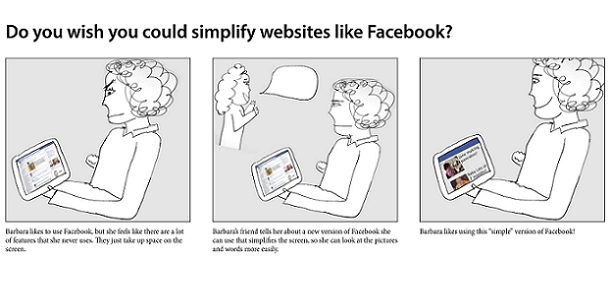 Do you wish you could simplify websites like Facebook?
Barbara likes to use Facebook, but she feels like there are a lot
of features that she never uses. They just take up space on the
screen.
Barbara's friend tells her about a new version of Facebook she
can use that simplifies the screen, so she can look at the pictures
and words more easily.
Barbara likes using this "simple" version of Facebook!